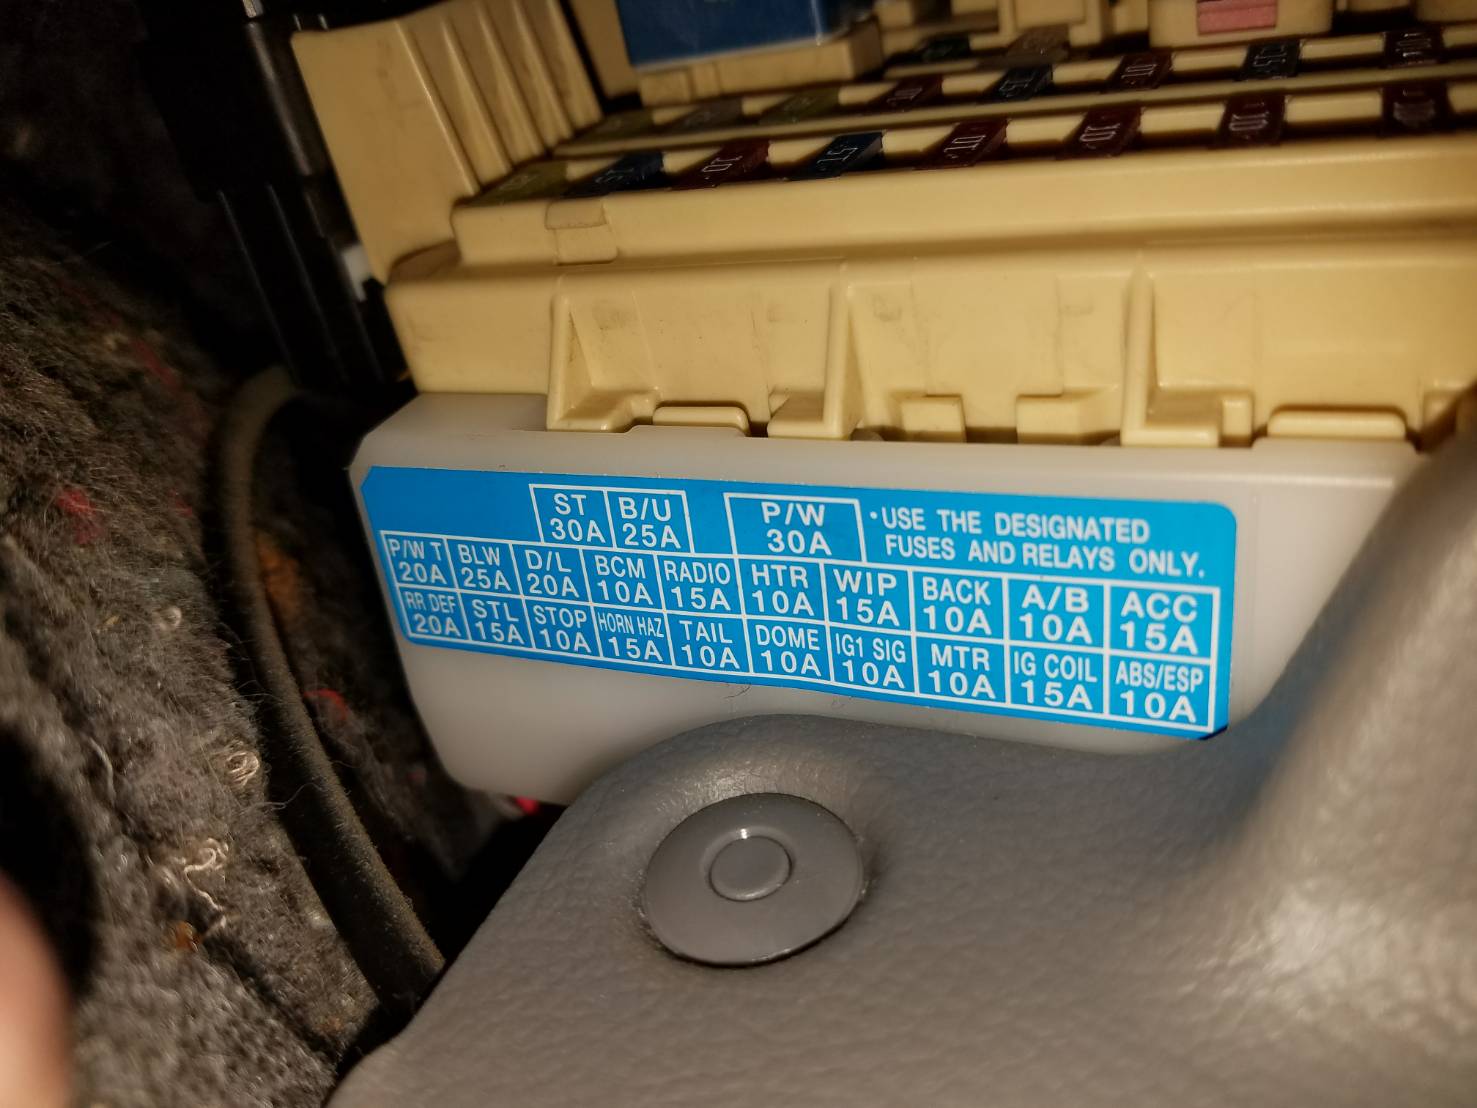 ST B/U P/W
30A 25A 30A
•USE THE DESIGNATED
FUSES AND RELAYS ONLY.
P/W T BLW D/L BCM RADIO HTR WIP BACK A/B ACC
20A 25A 20A 10A 15A 10A 15A 10A 10A 15A
RR DEF STL STOP HORN HAZ TAIL DOME IG1 SIG MTR IG COIL ABS/ESP
20A 15A 10A 15A 10A 10A 10A 10A 15A 10A